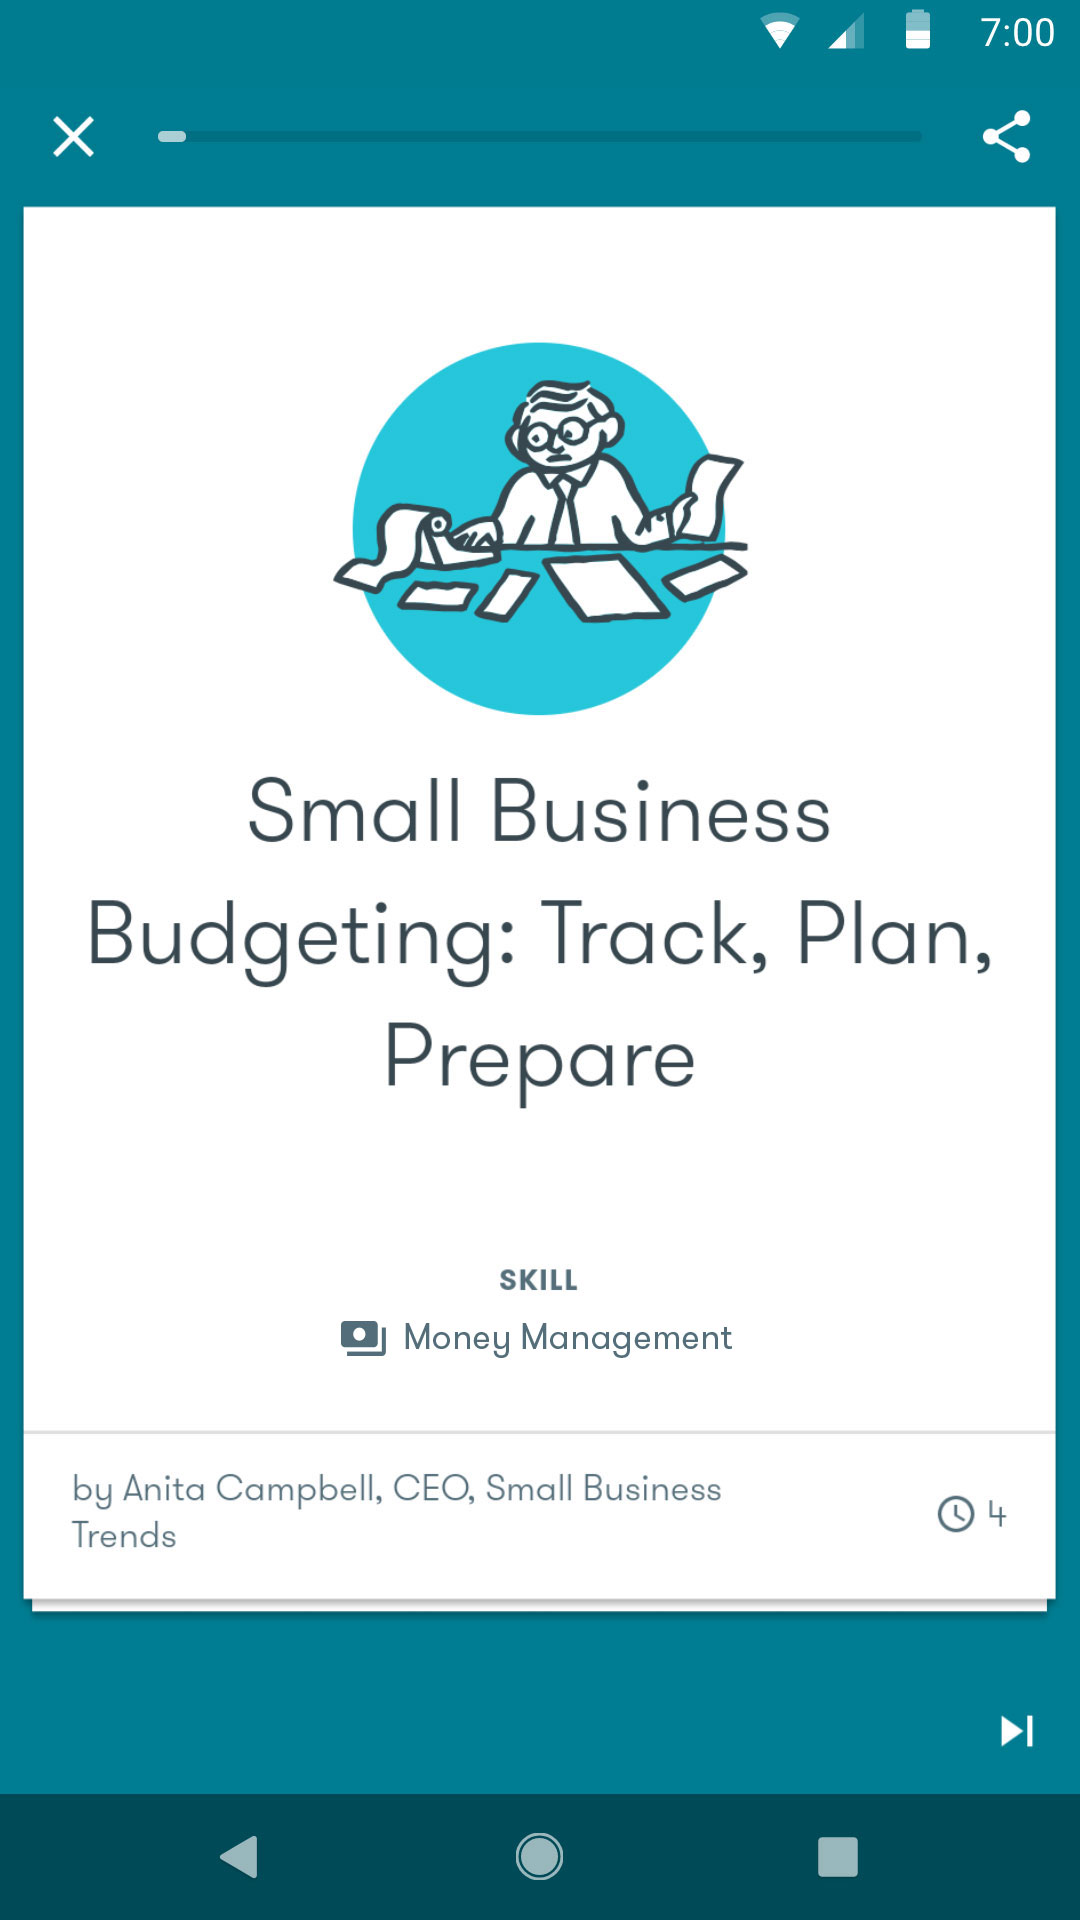 7:00
Small Business
Budgeting: Track, Plan,
Prepare
SKILL
Money Management
by Anita Campbell, CEO, Small Business
Trends
4